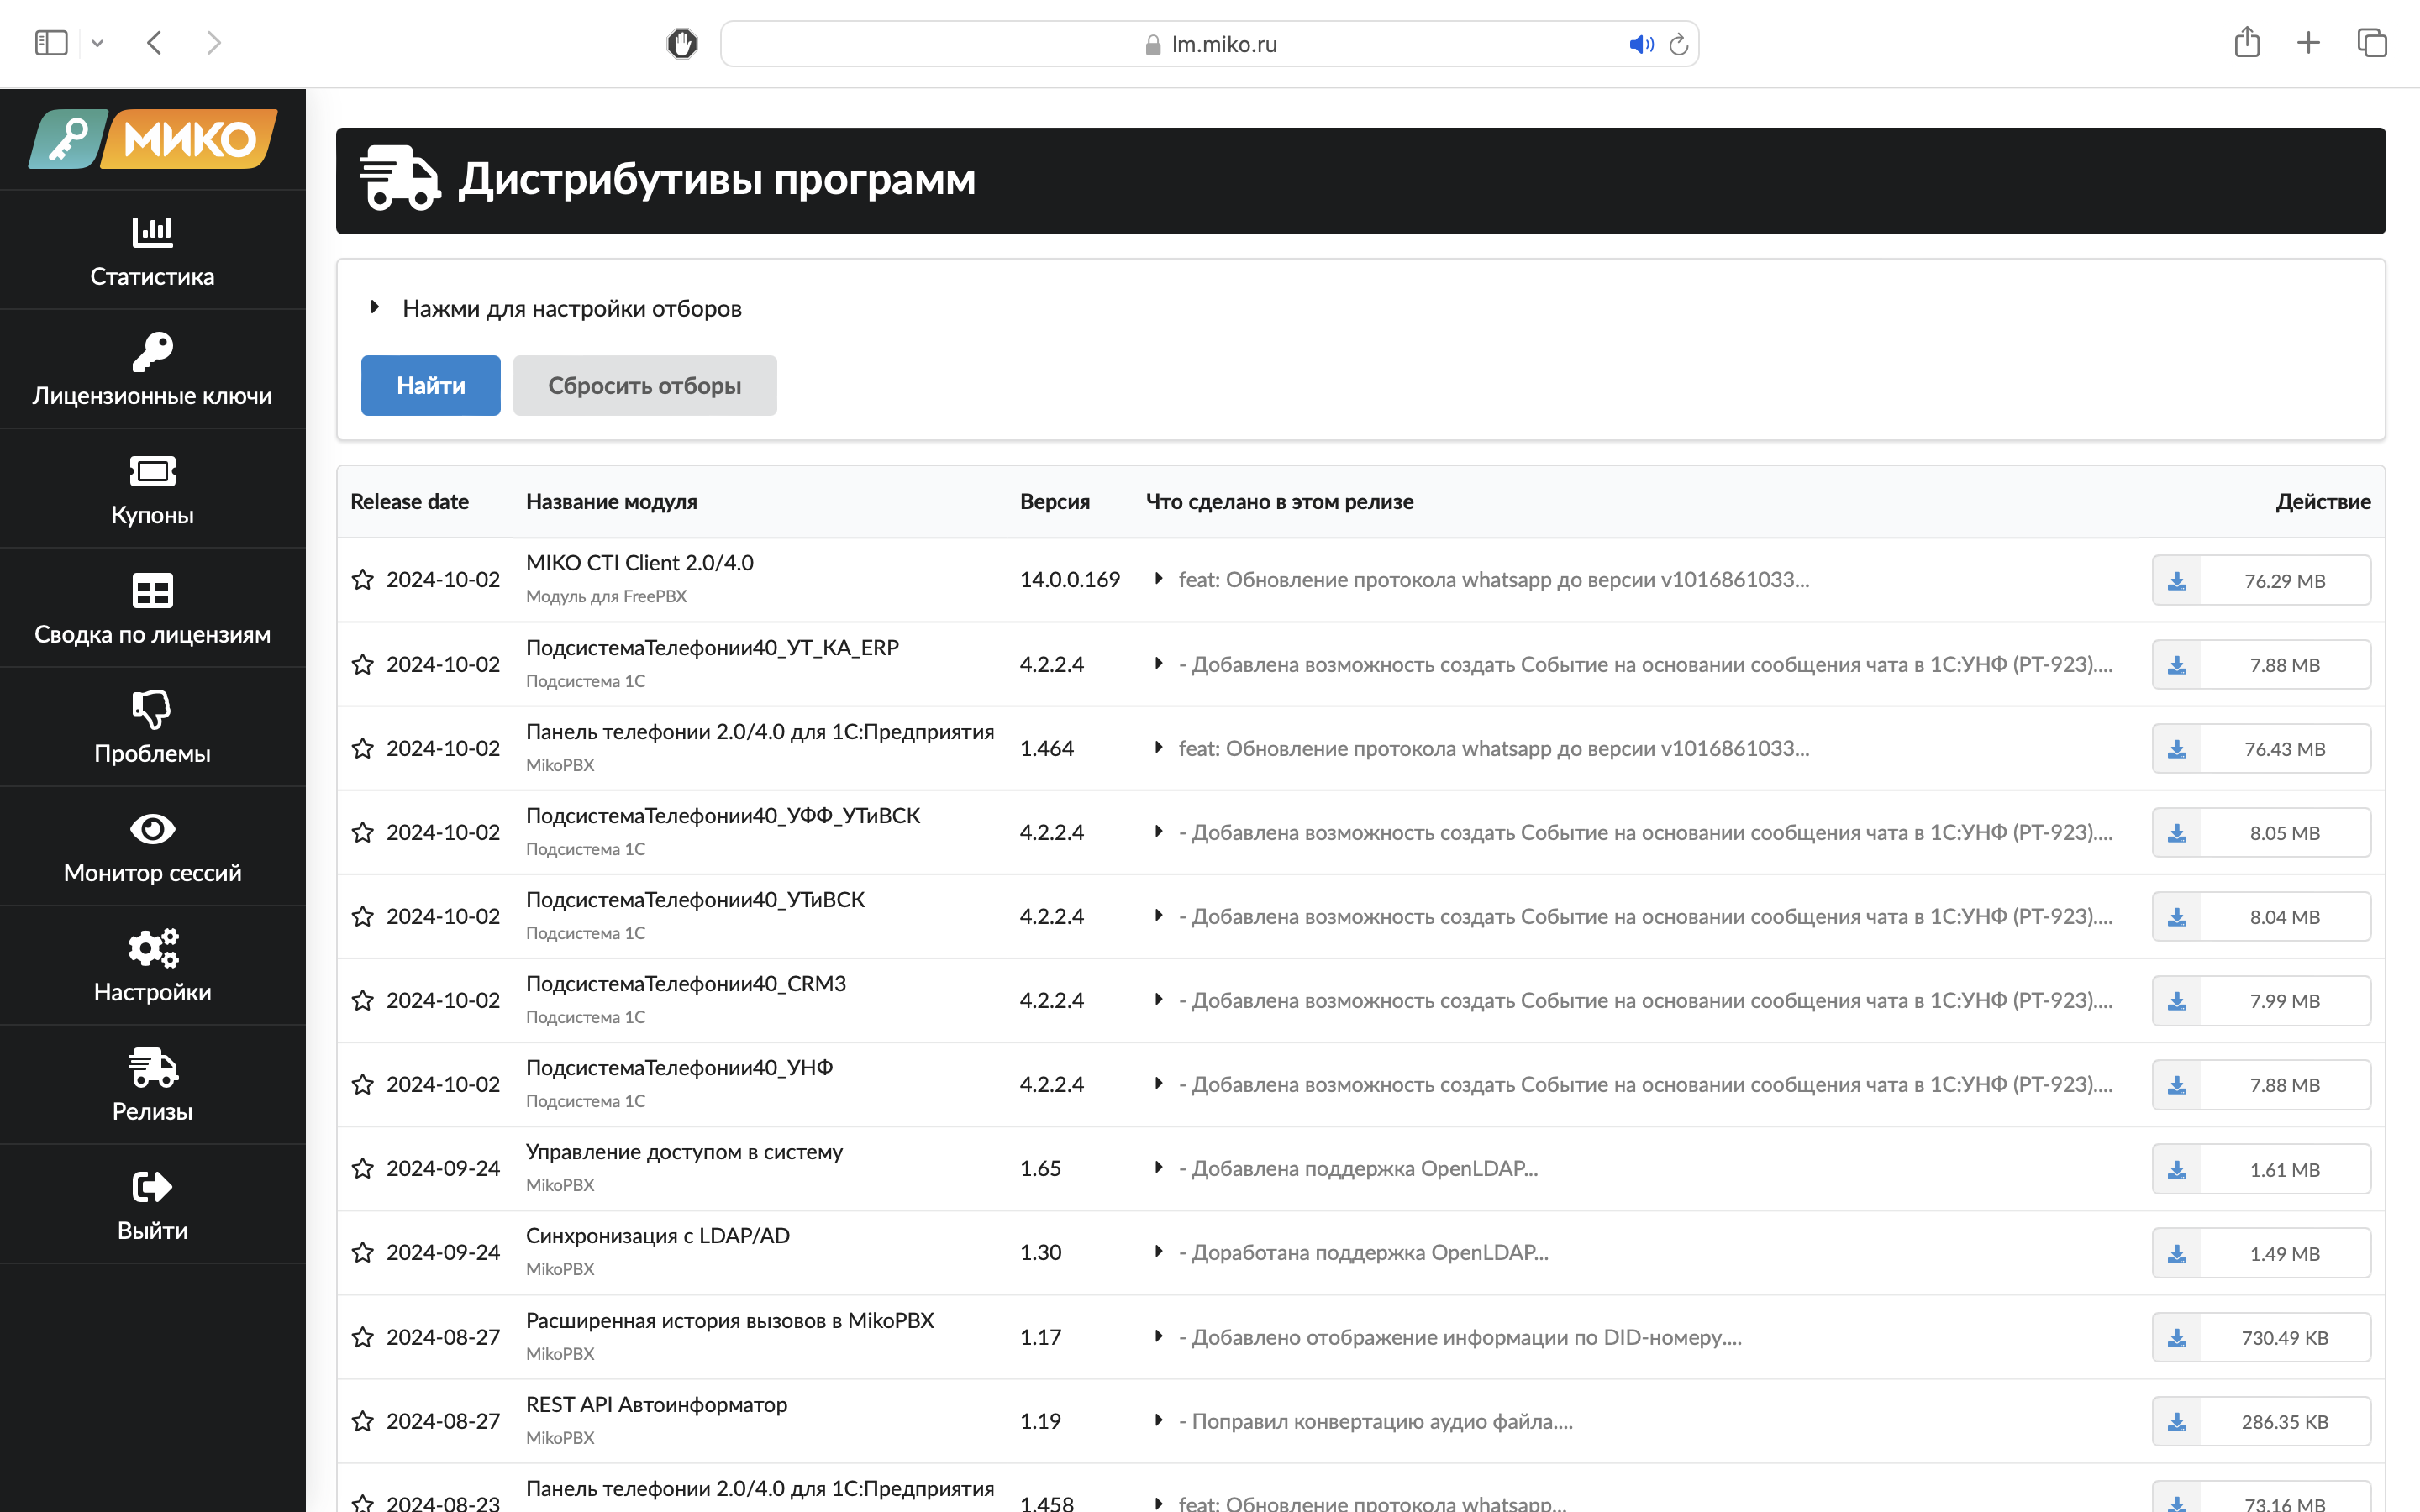 lm.miko.ru
МИКО
Статистика
Лицензионные ключи
Купоны
Сводка по лицензиям
Проблемы
Монитор сессий
Настройки
Релизы
Выйти
Дистрибутивы программ
Нажми для настройки отборов
Найти Сбросить отборы
Release date Название модуля Версия Что сделано в этом релизе Действие
2024-10-02 MIKO CTI Client 2.0/4.0 14.0.0.169 feat: Обновление протокола whatsapp до версии v1016861033... 76.29 MB
Модуль для FreePBX
2024-10-02 ПодсистемаТелефонии40_УТ_КА_ERP 4.2.2.4 - Добавлена возможность создать Событие на основании сообщения чата в 1С:УНФ (РТ-923).... 7.88 MB
Подсистема 1С
2024-10-02 Панель телефонии 2.0/4.0 для 1С:Предприятия 1.464 feat: Обновление протокола whatsapp до версии v1016861033... 76.43 MB
MikoPBX
2024-10-02 ПодсистемаТелефонии40_УФФ_УТиВСК 4.2.2.4 - Добавлена возможность создать Событие на основании сообщения чата в 1С:УНФ (РТ-923).... 8.05 MB
Подсистема 1С
2024-10-02 ПодсистемаТелефонии40_УТиВСК 4.2.2.4 - Добавлена возможность создать Событие на основании сообщения чата в 1С:УНФ (РТ-923).... 8.04 MB
Подсистема 1С
2024-10-02 ПодсистемаТелефонии40_CRM3 4.2.2.4 - Добавлена возможность создать Событие на основании сообщения чата в 1С:УНФ (РТ-923).... 7.99 MB
Подсистема 1С
2024-10-02 ПодсистемаТелефонии40_УНФ 4.2.2.4 - Добавлена возможность создать Событие на основании сообщения чата в 1С:УНФ (РТ-923).... 7.88 MB
Подсистема 1С
2024-09-24 Управление доступом в систему 1.65 - Добавлена поддержка OpenLDAP... 1.61 MB
MikoPBX
2024-09-24 Синхронизация с LDAP/AD 1.30 - Доработана поддержка OpenLDAP... 1.49 MB
MikoPBX
2024-08-27 Расширенная история вызовов в MikoPBX 1.17 - Добавлено отображение информации по DID-номеру.... 730.49 KB
MikoPBX
2024-08-27 REST API Автоинформатор 1.19 - Поправил конвертацию аудио файла.... 286.35 KB
MikoPBX
2024-08-23 Панель телефонии 2.0/4.0 для 1С:Предприятия 1.458 feat: Обновление протокола whatsapp... 73.16 MB